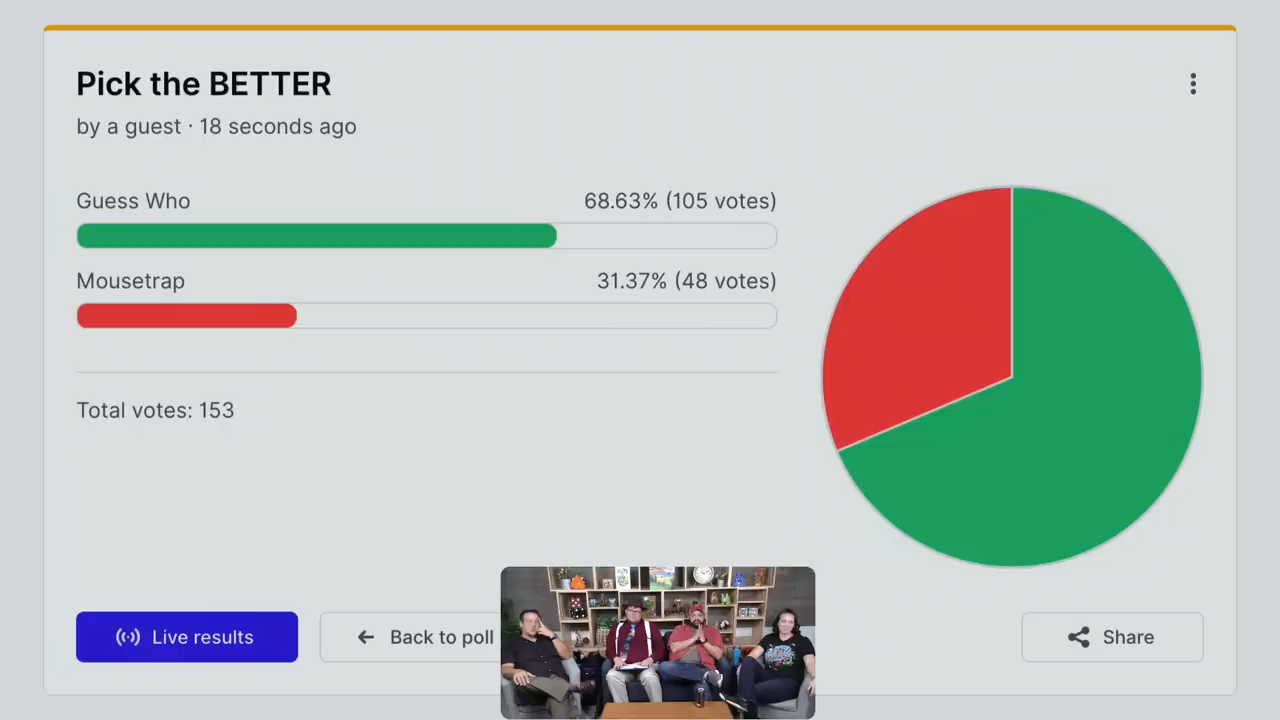 Pick the BETTER
by a guest · 18 seconds ago
Guess Who 68.63% (105 votes)
Mousetrap 31.37% (48 votes)
Total votes: 153
Live results
Back to poll
Share